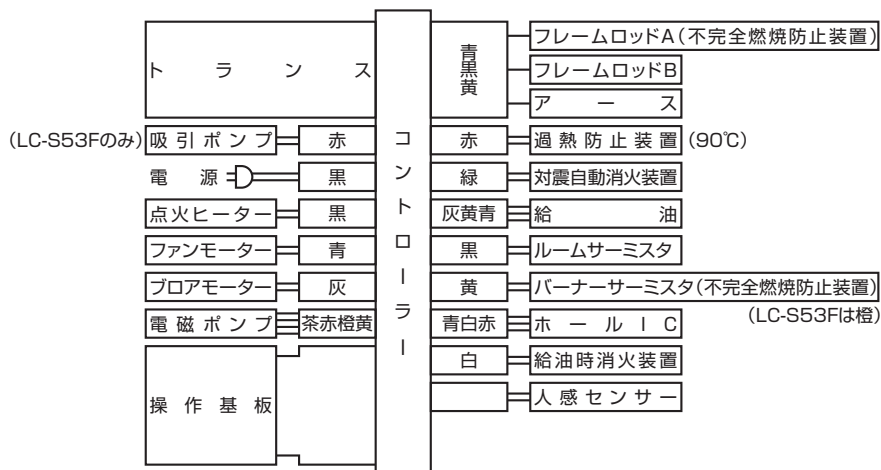 トランス
(LC-S53Fのみ) 吸引ポンプ 赤
電源 黒
点火ヒーター 黒
ファンモーター 青
ブロアモーター 灰
電磁ポンプ 茶赤橙黄
操作基板
コントローラー
青黒黄
フレームロッドA(不完全燃焼防止装置)
フレームロッドB
アース
赤 過熱防止装置 (90℃)
緑 対震自動消火装置
灰黄青 給油
黒 ルームサーミスタ
黄 バーナーサーミスタ(不完全燃焼防止装置)
(LC-S53Fは橙)
青白赤 ホールIC
白 給油時消火装置
人感センサー